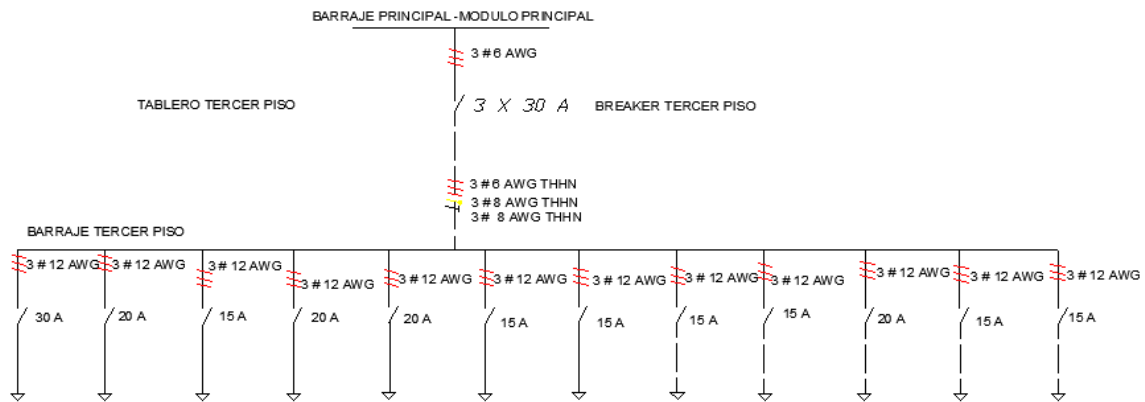 BARRAJE PRINCIPAL -MODULO PRINCIPAL
3 #6 AWG
TABLERO TERCER PISO
3 X 30 A
BREAKER TERCER PISO
3 #6 AWG THHN
3 #8 AWG THHN
3 # 8 AWG THHN
BARRAJE TERCER PISO
3 # 12 AWG 3 # 12 AWG 3 # 12 AWG 3 # 12 AWG 3 # 12 AWG 3 # 12 AWG 3 # 12 AWG 3 # 12 AWG 3 # 12 AWG 3 # 12 AWG 3 # 12 AWG 3 # 12 AWG
30 A 20 A 15 A 20 A 20 A 15 A 15 A 15 A 15 A 20 A 15 A 15 A